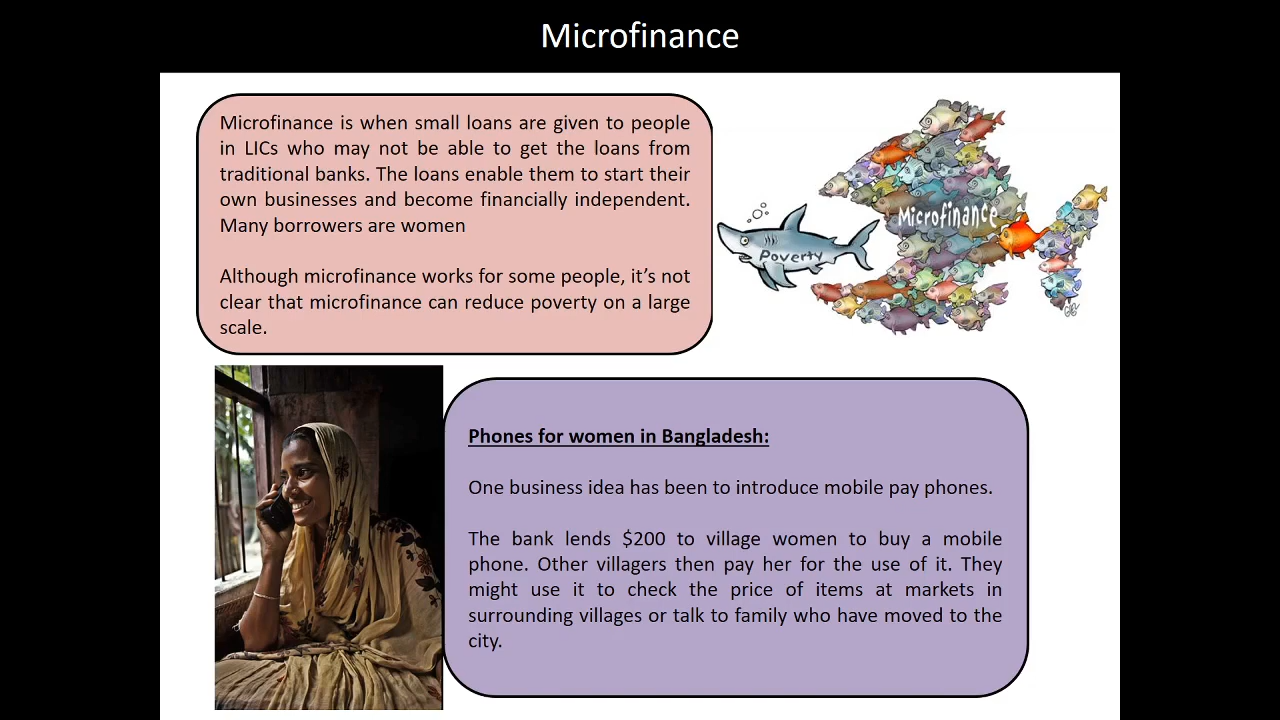 Microfinance
Microfinance is when small loans are given to people
in LICs who may not be able to get the loans from
traditional banks. The loans enable them to start their
own businesses and become financially independent.
Many borrowers are women
Although microfinance works for some people, it's not
clear that microfinance can reduce poverty on a large
scale.
Poverty
Microfinance
Phones for women in Bangladesh:
One business idea has been to introduce mobile pay phones.
The bank lends $200 to village women to buy a mobile
phone. Other villagers then pay her for the use of it. They
might use it to check the price of items at markets in
surrounding villages or talk to family who have moved to the
city.